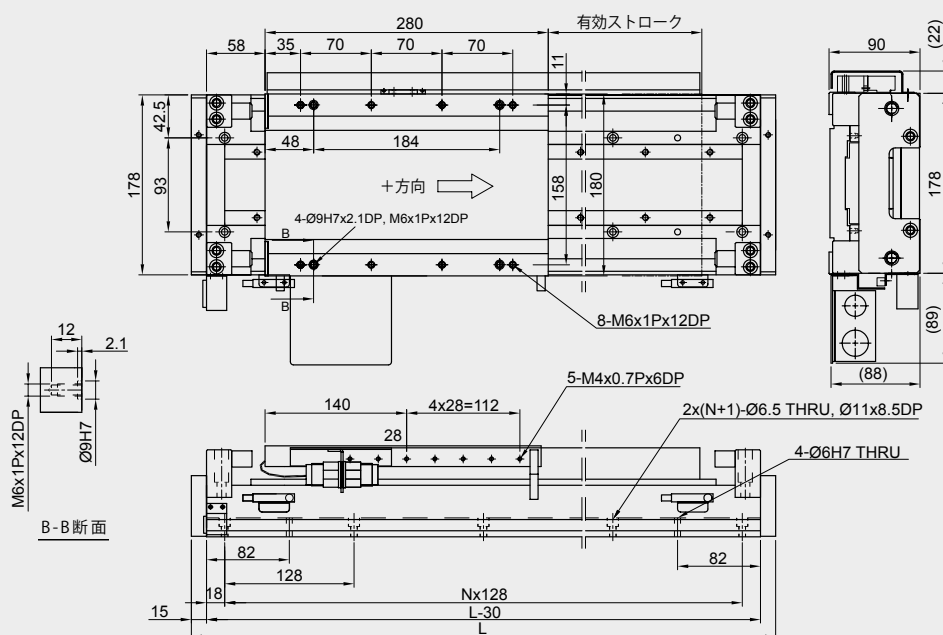 280
有効ストローク
58
35
70
70
70
11
90
(22)
42.5
178
93
48
184
158
180
178
+方向
4-Ø9H7x2.1DP, M6x1Px12DP
B
B
8-M6x1Px12DP
(89)
(88)
12
2.1
M6x1Px12DP
Ø9H7
B-B断面
140
4x28=112
28
5-M4x0.7Px6DP
2x(N+1)-Ø6.5 THRU, Ø11x8.5DP
4-Ø6H7 THRU
82
82
128
18
Nx128
15
L-30
L